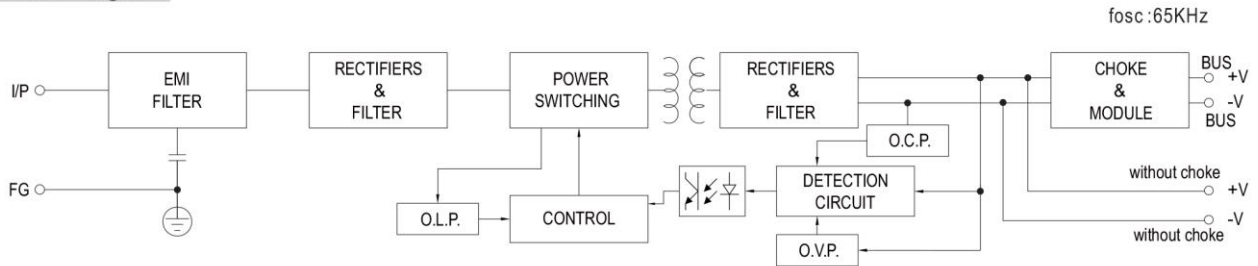 fosc :65KHz
I/P
EMI
FILTER
RECTIFIERS
&
FILTER
POWER
SWITCHING
RECTIFIERS
&
FILTER
CHOKE
&
MODULE
BUS
+V
-V
BUS
O.C.P.
FG
O.L.P.
CONTROL
DETECTION
CIRCUIT
O.V.P.
without choke
+V
-V
without choke